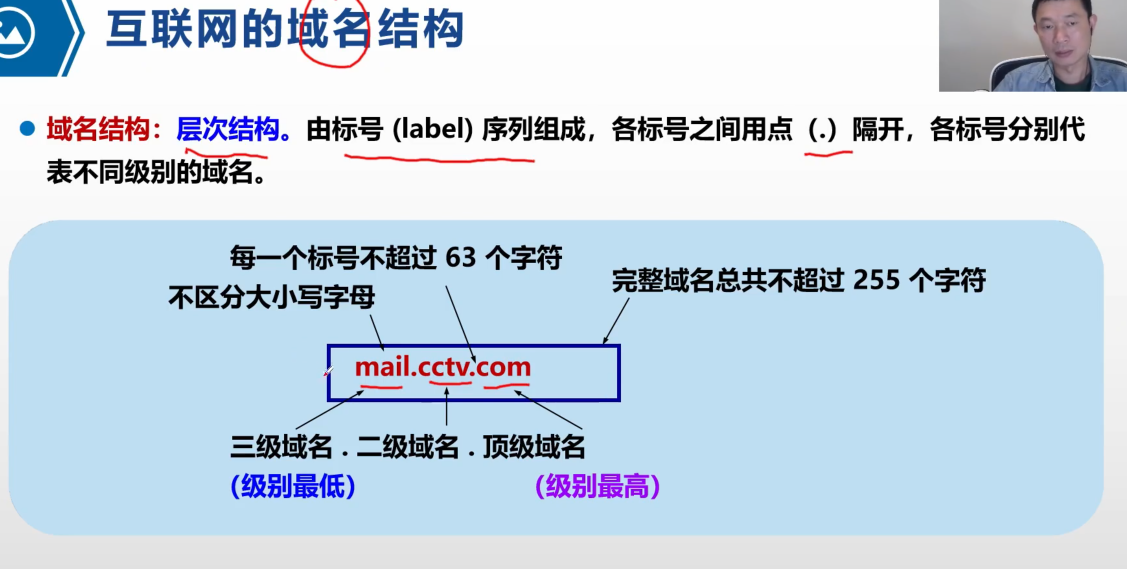 互联网的域名结构
域名结构：层次结构。由标号 (label) 序列组成，各标号之间用点（.）隔开，各标号分别代
表不同级别的域名。
每一个标号不超过 63 个字符
不区分大小写字母
完整域名总共不超过 255 个字符
mail.cctv.com
三级域名 . 二级域名 . 顶级域名
(级别最低) (级别最高)